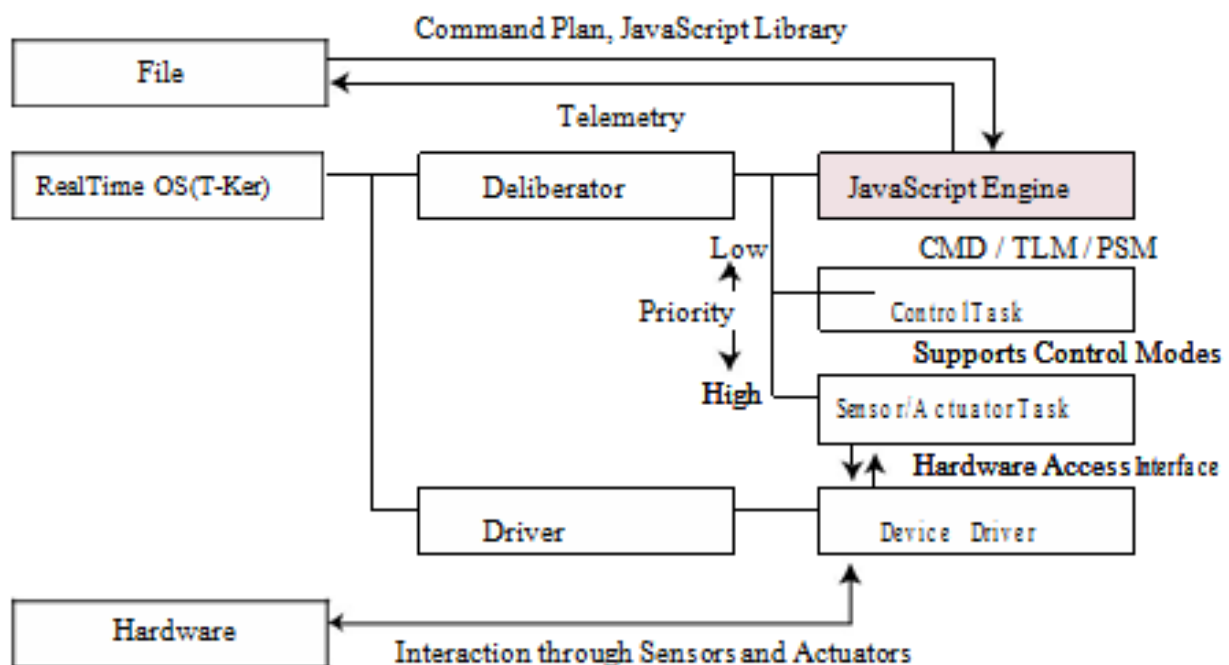 Command Plan, JavaScript Library
File
Telemetry
RealTime OS(T-Ker)
Deliberator
JavaScript Engine
Low
CMD / TLM / PSM
Priority
ControlTask
Supports Control Modes
High
Sensor/ActuatorTask
Hardware Access Interface
Driver
Device Driver
Hardware
Interaction through Sensors and Actuators